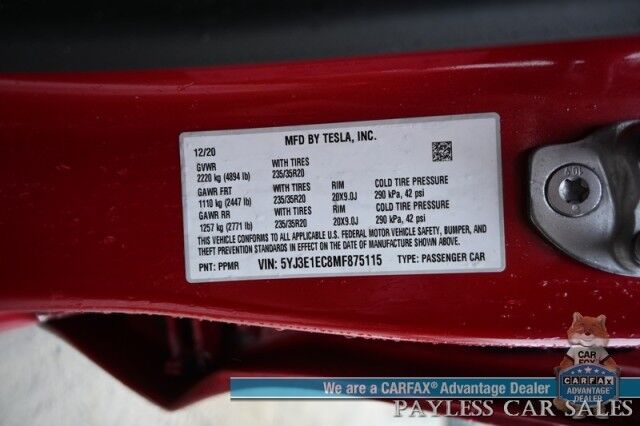 MFD BY TESLA, INC.
12/20
GVWR WITH TIRES
2220 kg (4894 lb) 235/35R20
GAWR FRT WITH TIRES RIM COLD TIRE PRESSURE
1110 kg (2447 lb) 235/35R20 20X9.0J 290 kPa, 42 psi
GAWR RR WITH TIRES RIM COLD TIRE PRESSURE
1257 kg (2771 lb) 235/35R20 20X9.0J 290 kPa, 42 psi
THIS VEHICLE CONFORMS TO ALL APPLICABLE U.S. FEDERAL MOTOR VEHICLE SAFETY, BUMPER, AND
THEFT PREVENTION STANDARDS IN EFFECT ON THE DATE OF MANUFACTURE SHOWN ABOVE.
PNT: PPMR VIN: 5YJ3E1EC8MF875115 TYPE: PASSENGER CAR
CAR
FOX
We are a CARFAX® Advantage Dealer
CARFAX
ADVANTAGE
DEALER
PAYLESS CAR SALES